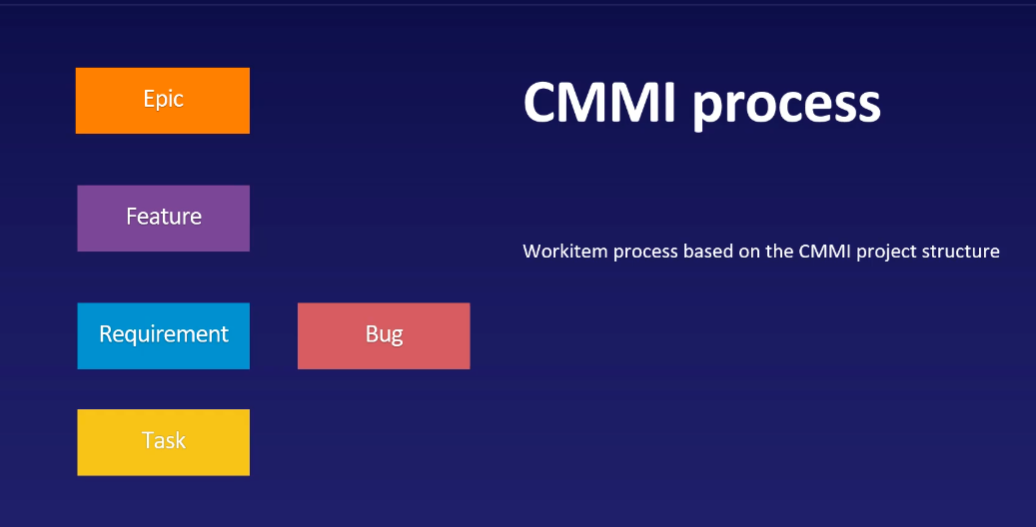 Epic
CMMI process
Feature
Workitem process based on the CMMI project structure
Requirement
Bug
Task